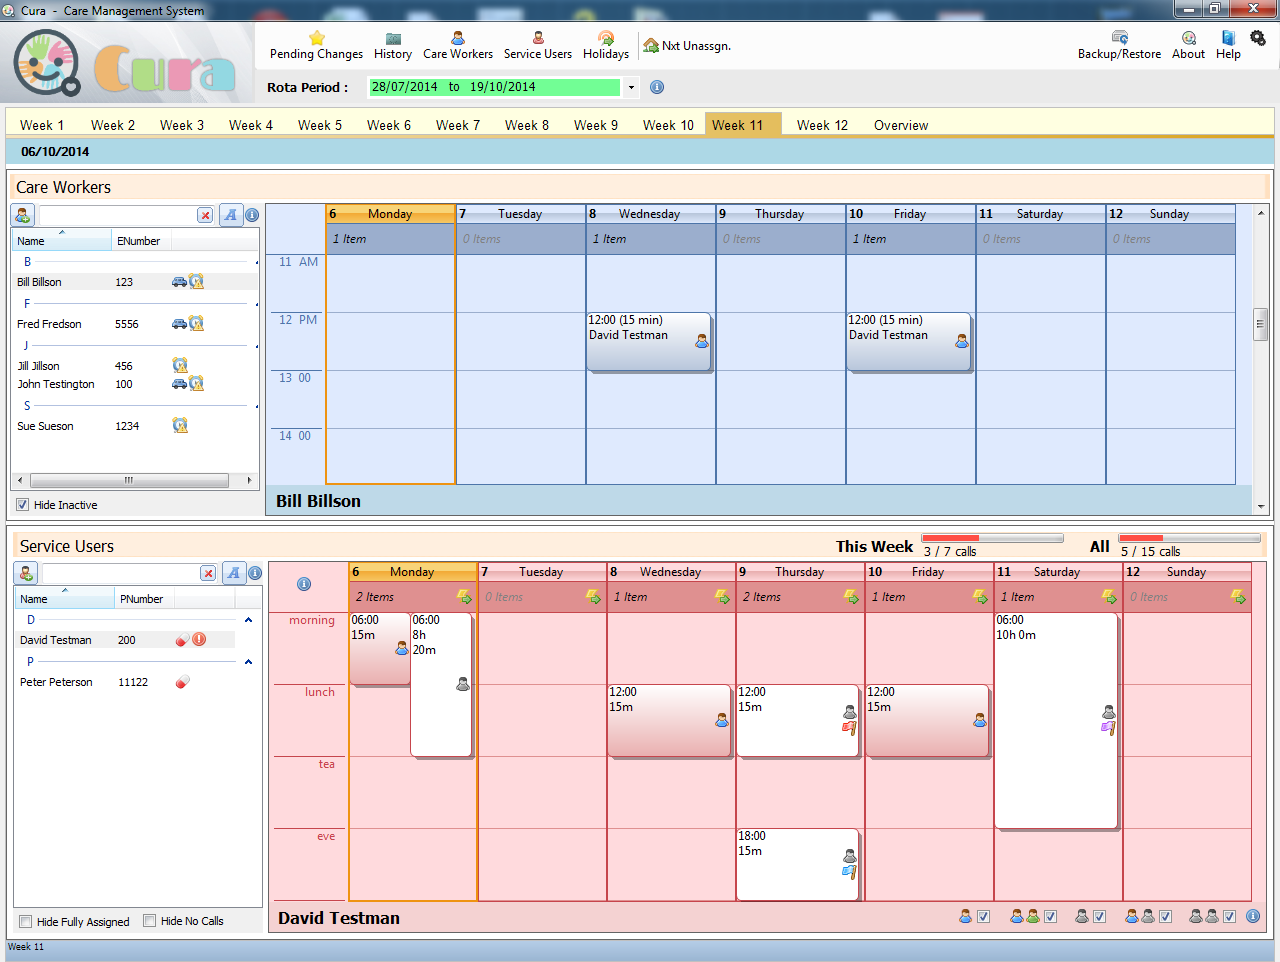 Cura - Care Management System
Cura
Pending Changes History Care Workers Service Users Holidays Nxt Unassgn. Backup/Restore About Help
Rota Period : 28/07/2014 to 19/10/2014
Week 1 Week 2 Week 3 Week 4 Week 5 Week 6 Week 7 Week 8 Week 9 Week 10 Week 11 Week 12 Overview
06/10/2014
Care Workers
A
Name ENumber
B
Bill Billson 123
F
Fred Fredson 5556
J
Jill Jillson 456
John Testington 100
S
Sue Sueson 1234
Hide Inactive
6 Monday 7 Tuesday 8 Wednesday 9 Thursday 10 Friday 11 Saturday 12 Sunday
1 Item 0 Items 1 Item 0 Items 1 Item 0 Items 0 Items
11 AM
12 PM
12:00 (15 min)
David Testman
12:00 (15 min)
David Testman
13 00
14 00
Bill Billson
Service Users
This Week 3 / 7 calls All 5 / 15 calls
A
Name PNumber
D
David Testman 200
P
Peter Peterson 11122
Hide Fully Assigned Hide No Calls
6 Monday 7 Tuesday 8 Wednesday 9 Thursday 10 Friday 11 Saturday 12 Sunday
2 Items 0 Items 1 Item 2 Items 1 Item 1 Item 0 Items
morning
06:00
15m
06:00
8h
20m
06:00
10h 0m
lunch
12:00
15m
12:00
15m
12:00
15m
tea
eve
18:00
15m
David Testman
Week 11